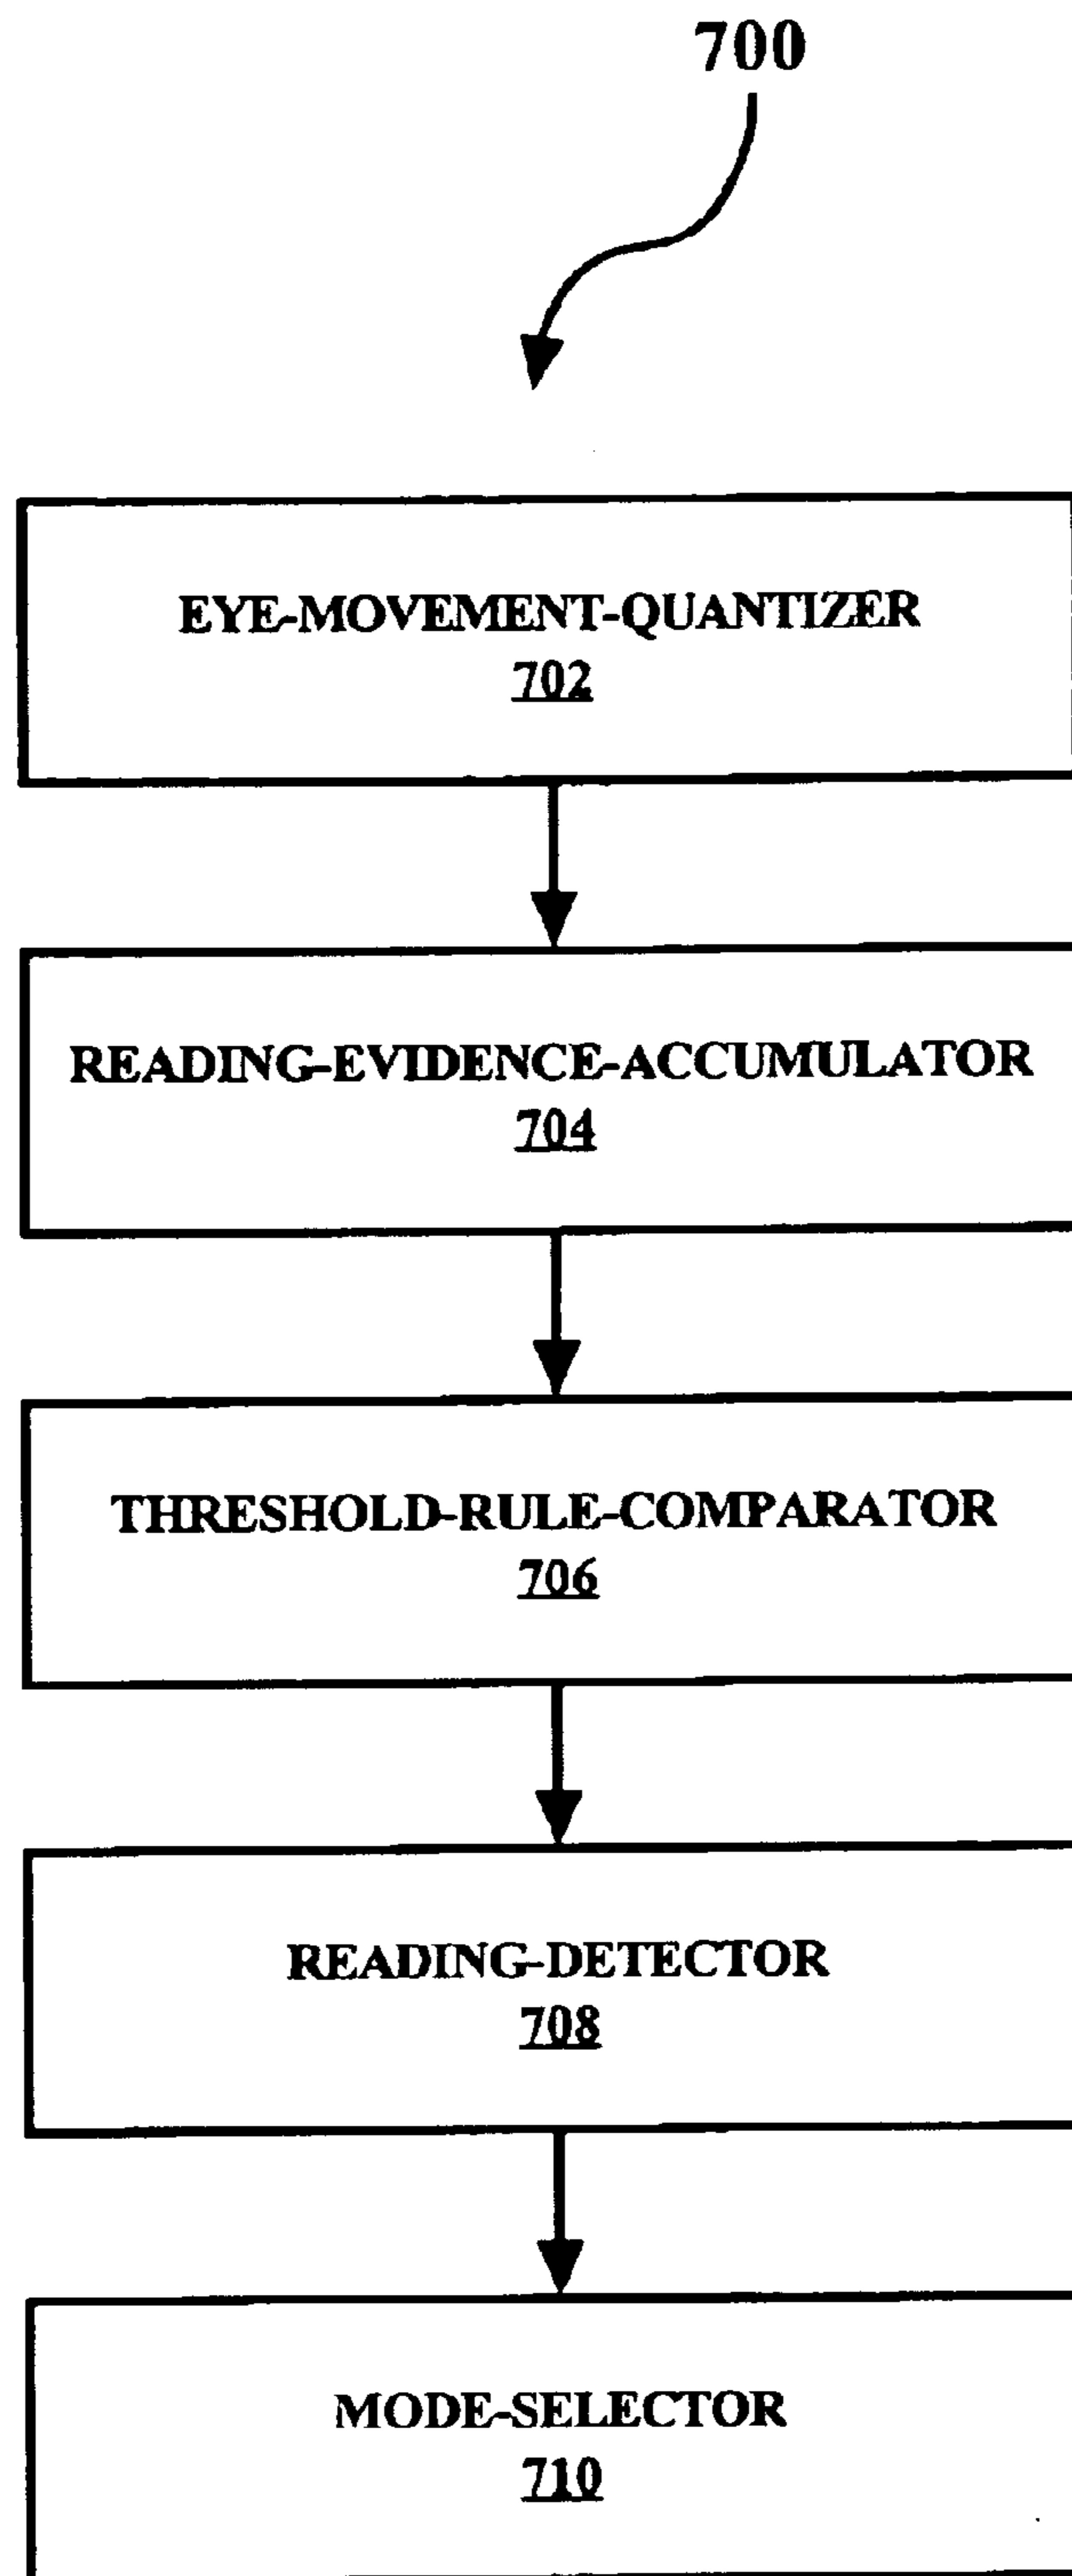 700
EYE-MOVEMENT-QUANTIZER
702
READING-EVIDENCE-ACCUMULATOR
704
THRESHOLD-RULE-COMPARATOR
706
READING-DETECTOR
708
MODE-SELECTOR
710